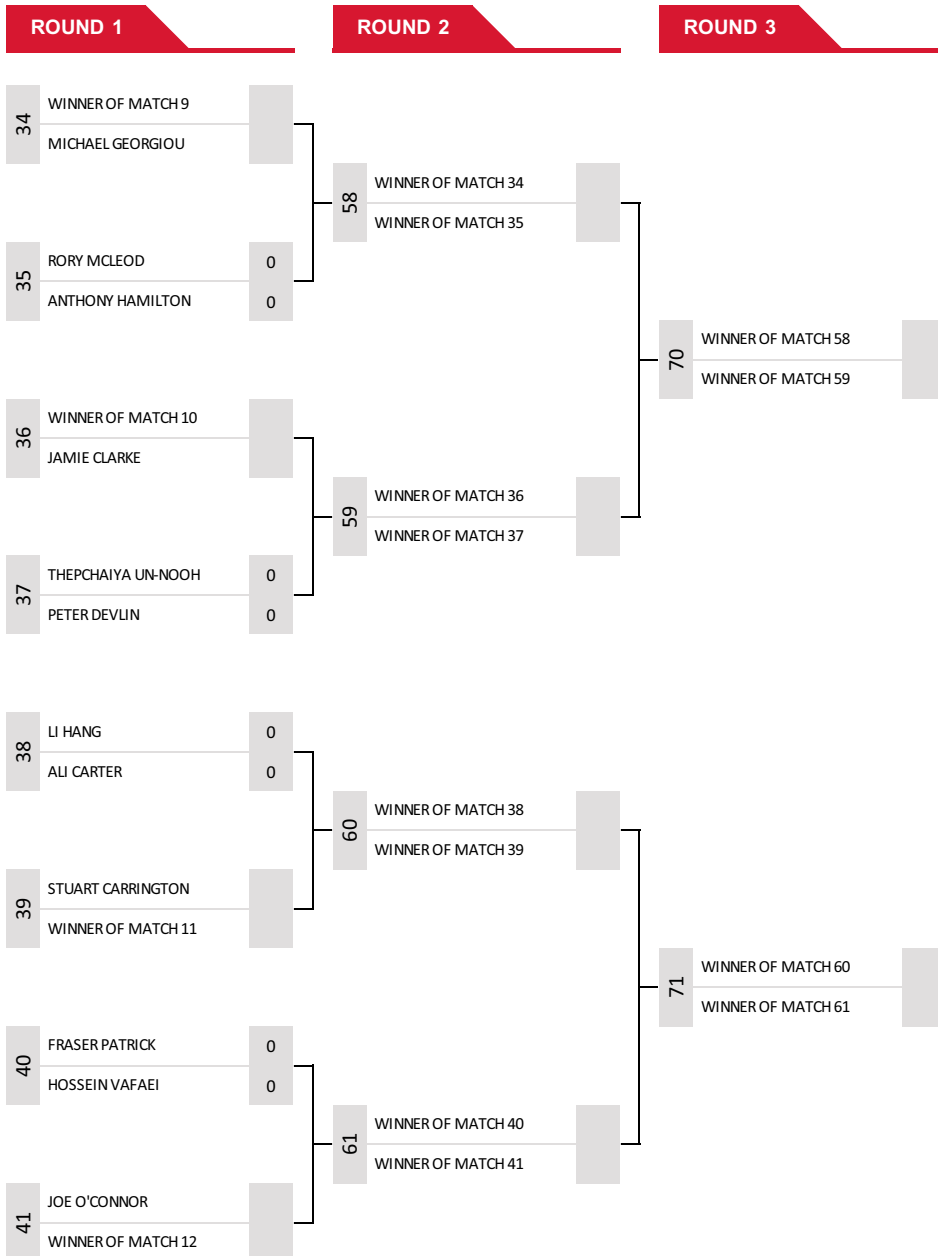 ROUND 1
ROUND 2
ROUND 3
34
WINNER OF MATCH 9
MICHAEL GEORGIOU
35
RORY MCLEOD 0
ANTHONY HAMILTON 0
58
WINNER OF MATCH 34
WINNER OF MATCH 35
36
WINNER OF MATCH 10
JAMIE CLARKE
37
THEPCHAIYA UN-NOOH 0
PETER DEVLIN 0
59
WINNER OF MATCH 36
WINNER OF MATCH 37
70
WINNER OF MATCH 58
WINNER OF MATCH 59
38
LI HANG 0
ALI CARTER 0
39
STUART CARRINGTON
WINNER OF MATCH 11
60
WINNER OF MATCH 38
WINNER OF MATCH 39
40
FRASER PATRICK 0
HOSSEIN VAFAEI 0
41
JOE O'CONNOR
WINNER OF MATCH 12
61
WINNER OF MATCH 40
WINNER OF MATCH 41
71
WINNER OF MATCH 60
WINNER OF MATCH 61